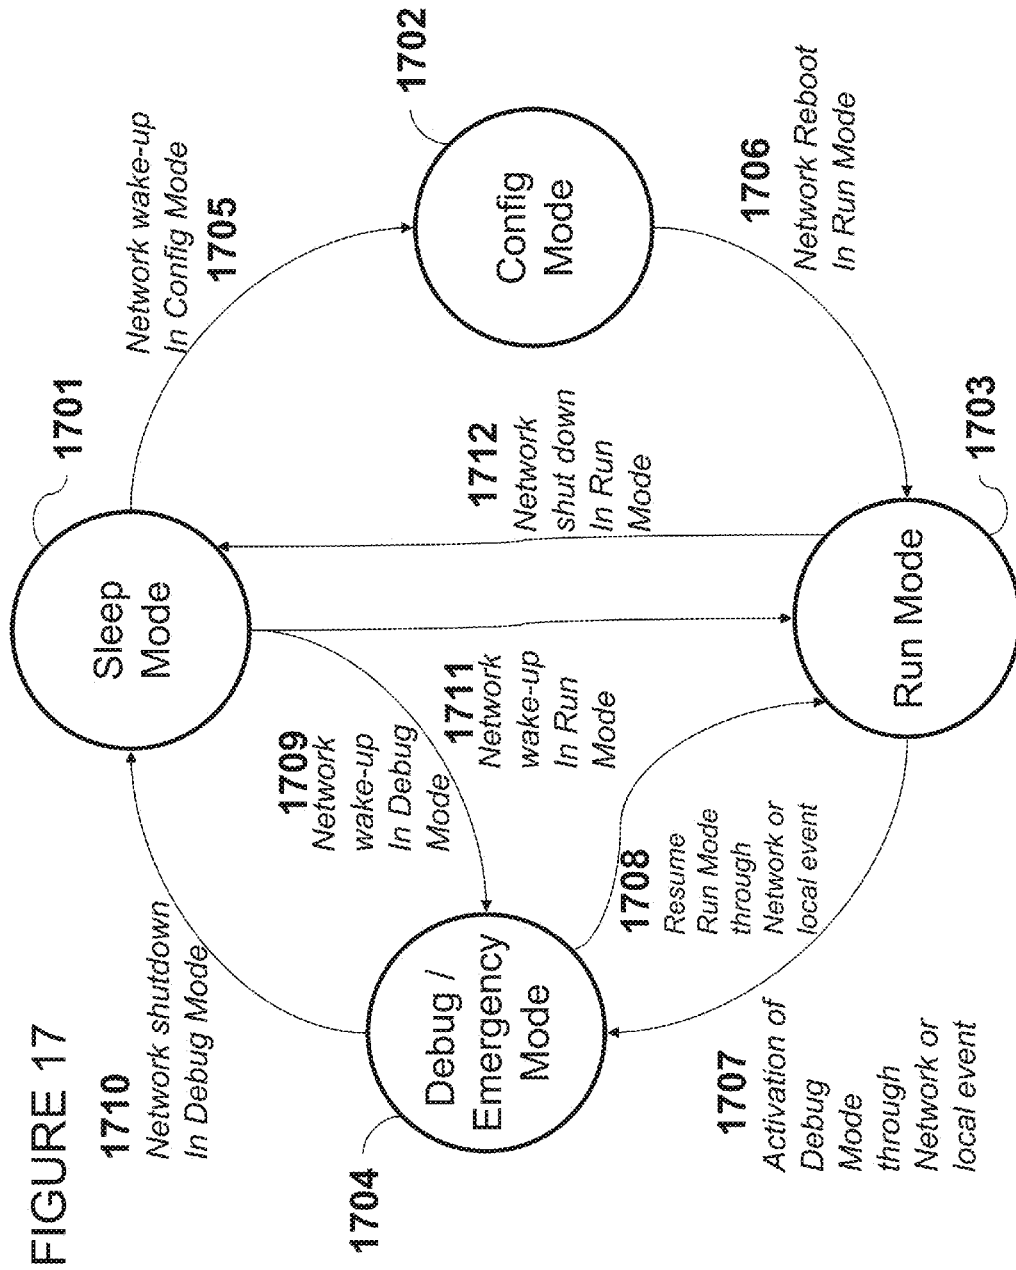 FIGURE 17
1710
Network shutdown
In Debug Mode
Sleep
Mode
1701
Network wake-up
In Config Mode
1705
1702
Config
Mode
1709
Network
wake-up
In Debug
Mode
1711
Network
wake-up
In Run
Mode
1712
Network
shut down
In Run
Mode
1704
Debug /
Emergency
Mode
1708
Resume
Run Mode
through
Network or
local event
1706
Network Reboot
In Run Mode
1707
Activation of
Debug
Mode
through
Network or
local event
Run Mode
1703